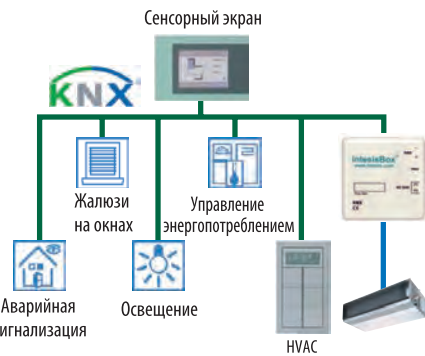 Сенсорный экран
KNX
IntesisBox
Жалюзи
на окнах
Управление
энергопотреблением
Аварийная
игнализация
Освещение
HVAC